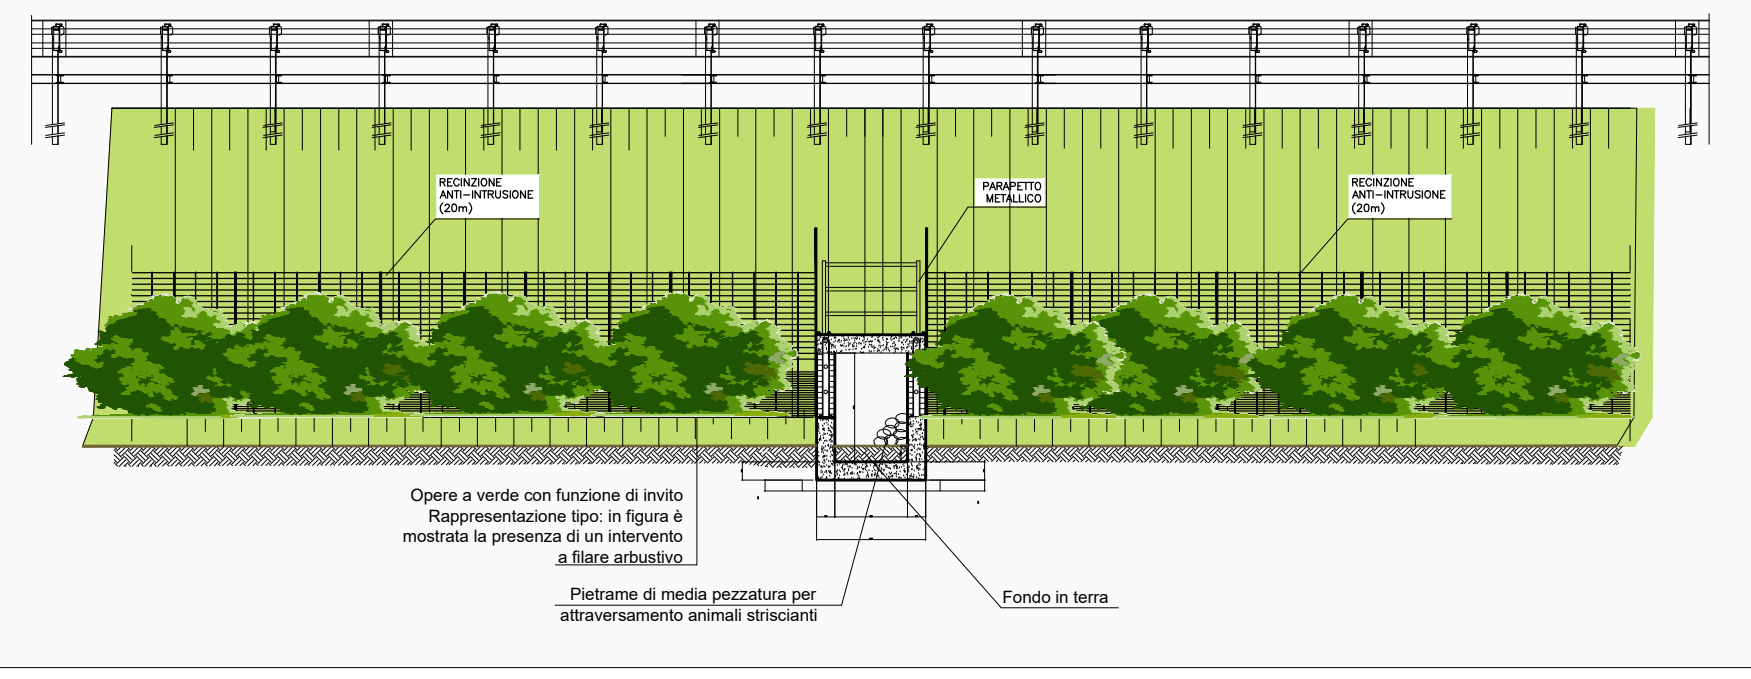 RECINZIONE
ANTI-INTRUSIONE
(20m)
PARAPETTO
METALLICO
RECINZIONE
ANTI-INTRUSIONE
(20m)
Opere a verde con funzione di invito
Rappresentazione tipo: in figura è
mostrata la presenza di un intervento
a filare arbustivo
Pietrame di media pezzatura per
attraversamento animali striscianti
Fondo in terra